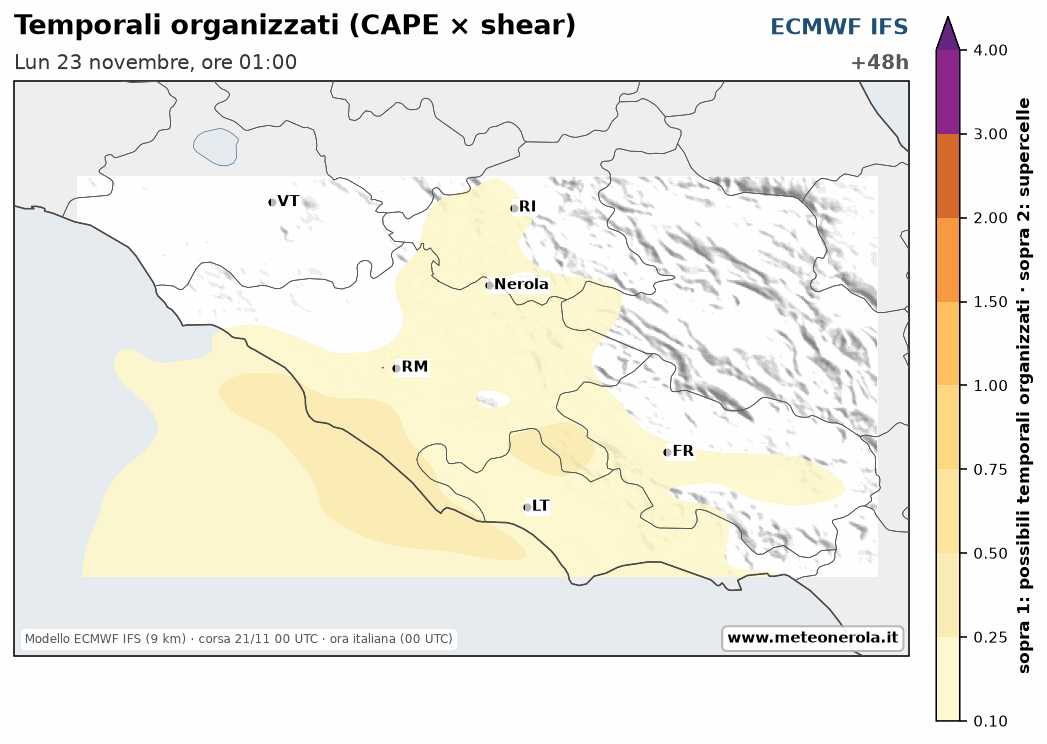 Temporali organizzati (CAPE × shear)
ECMWF IFS
Lun 23 novembre, ore 01:00
+48h
VT
RI
Nerola
RM
FR
LT
Modello ECMWF IFS (9 km) · corsa 21/11 00 UTC · ora italiana (00 UTC)
www.meteonerola.it
4.00
3.00
2.00
1.50
1.00
0.75
0.50
0.25
0.10
sopra 1: possibili temporali organizzati · sopra 2: supercelle